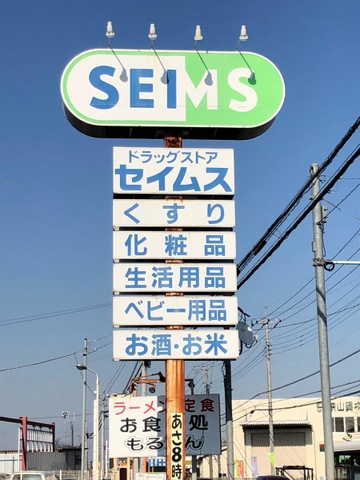 SEIMS
ドラッグストア
セイムス
くすり
化粧品
生活用品
ベビー用品
お酒・お米
ラーメン定食
お食事処
あさ8時